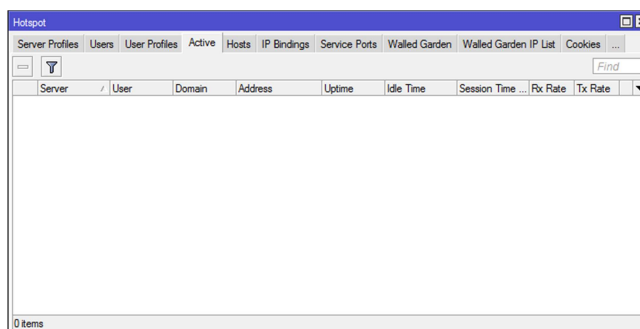 Hotspot
Server Profiles Users User Profiles Active Hosts IP Bindings Service Ports Walled Garden Walled Garden IP List Cookies ...
Find
Server User Domain Address Uptime Idle Time Session Time ... Rx Rate Tx Rate
0 items